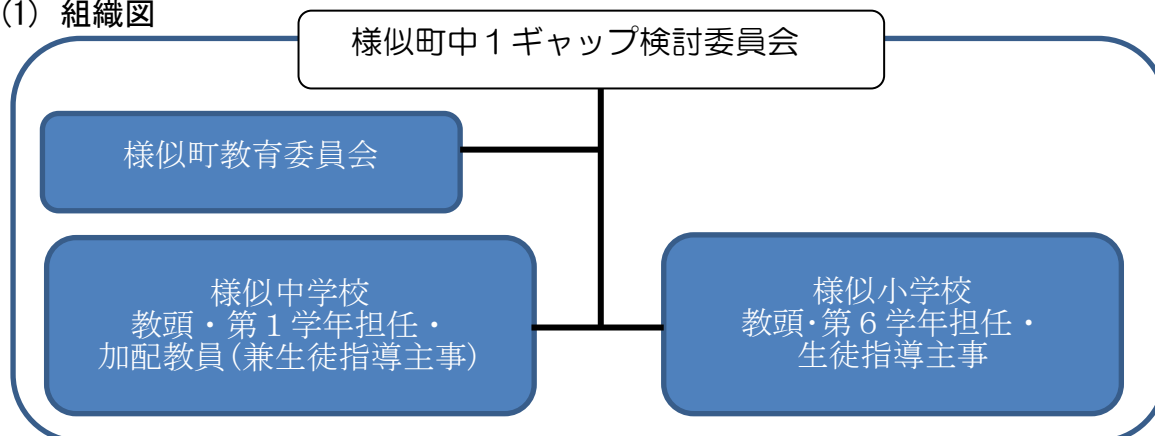 (1) 組織図
様似町中１ギャップ検討委員会
様似町教育委員会
様似中学校
教頭・第１学年担任・
加配教員(兼生徒指導主事)
様似小学校
教頭・第６学年担任・
生徒指導主事